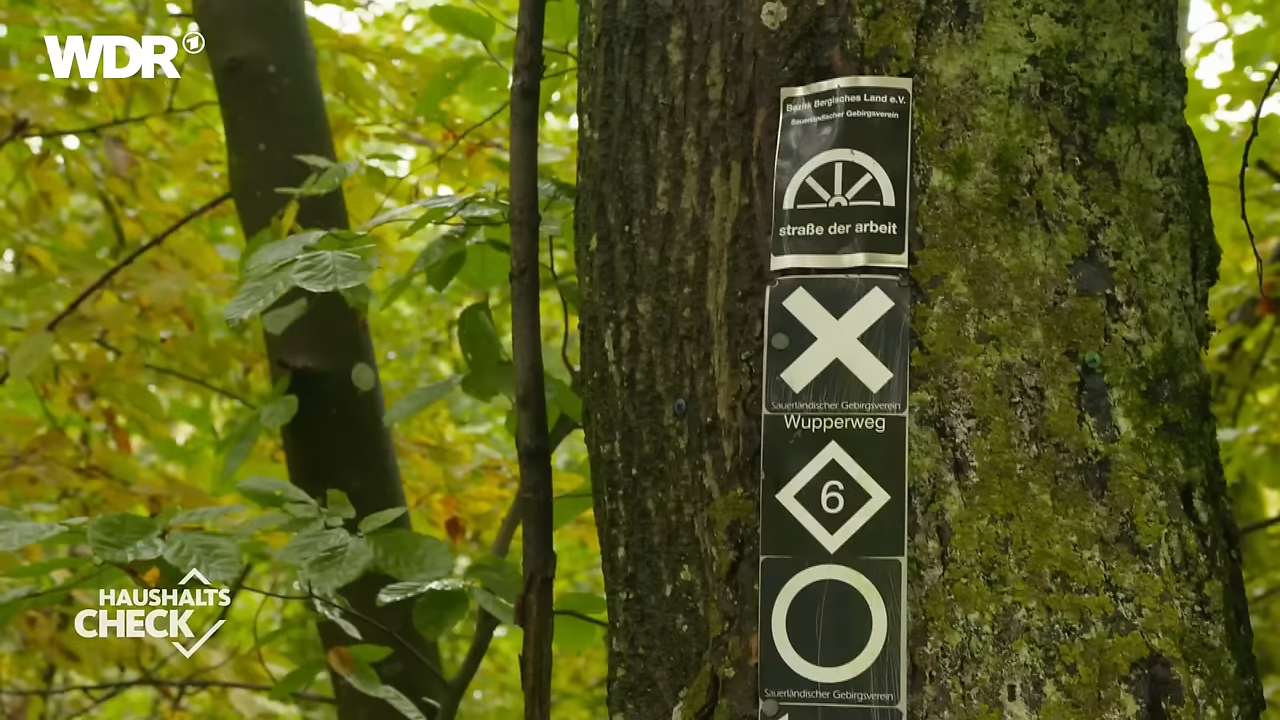 WDR
Bezirk Bergisches Land e.V.
Sauerländischer Gebirgsverein
straße der arbeit
Sauerländischer Gebirgsverein
Wupperweg
6
Sauerländischer Gebirgsverein
HAUSHALTS
CHECK